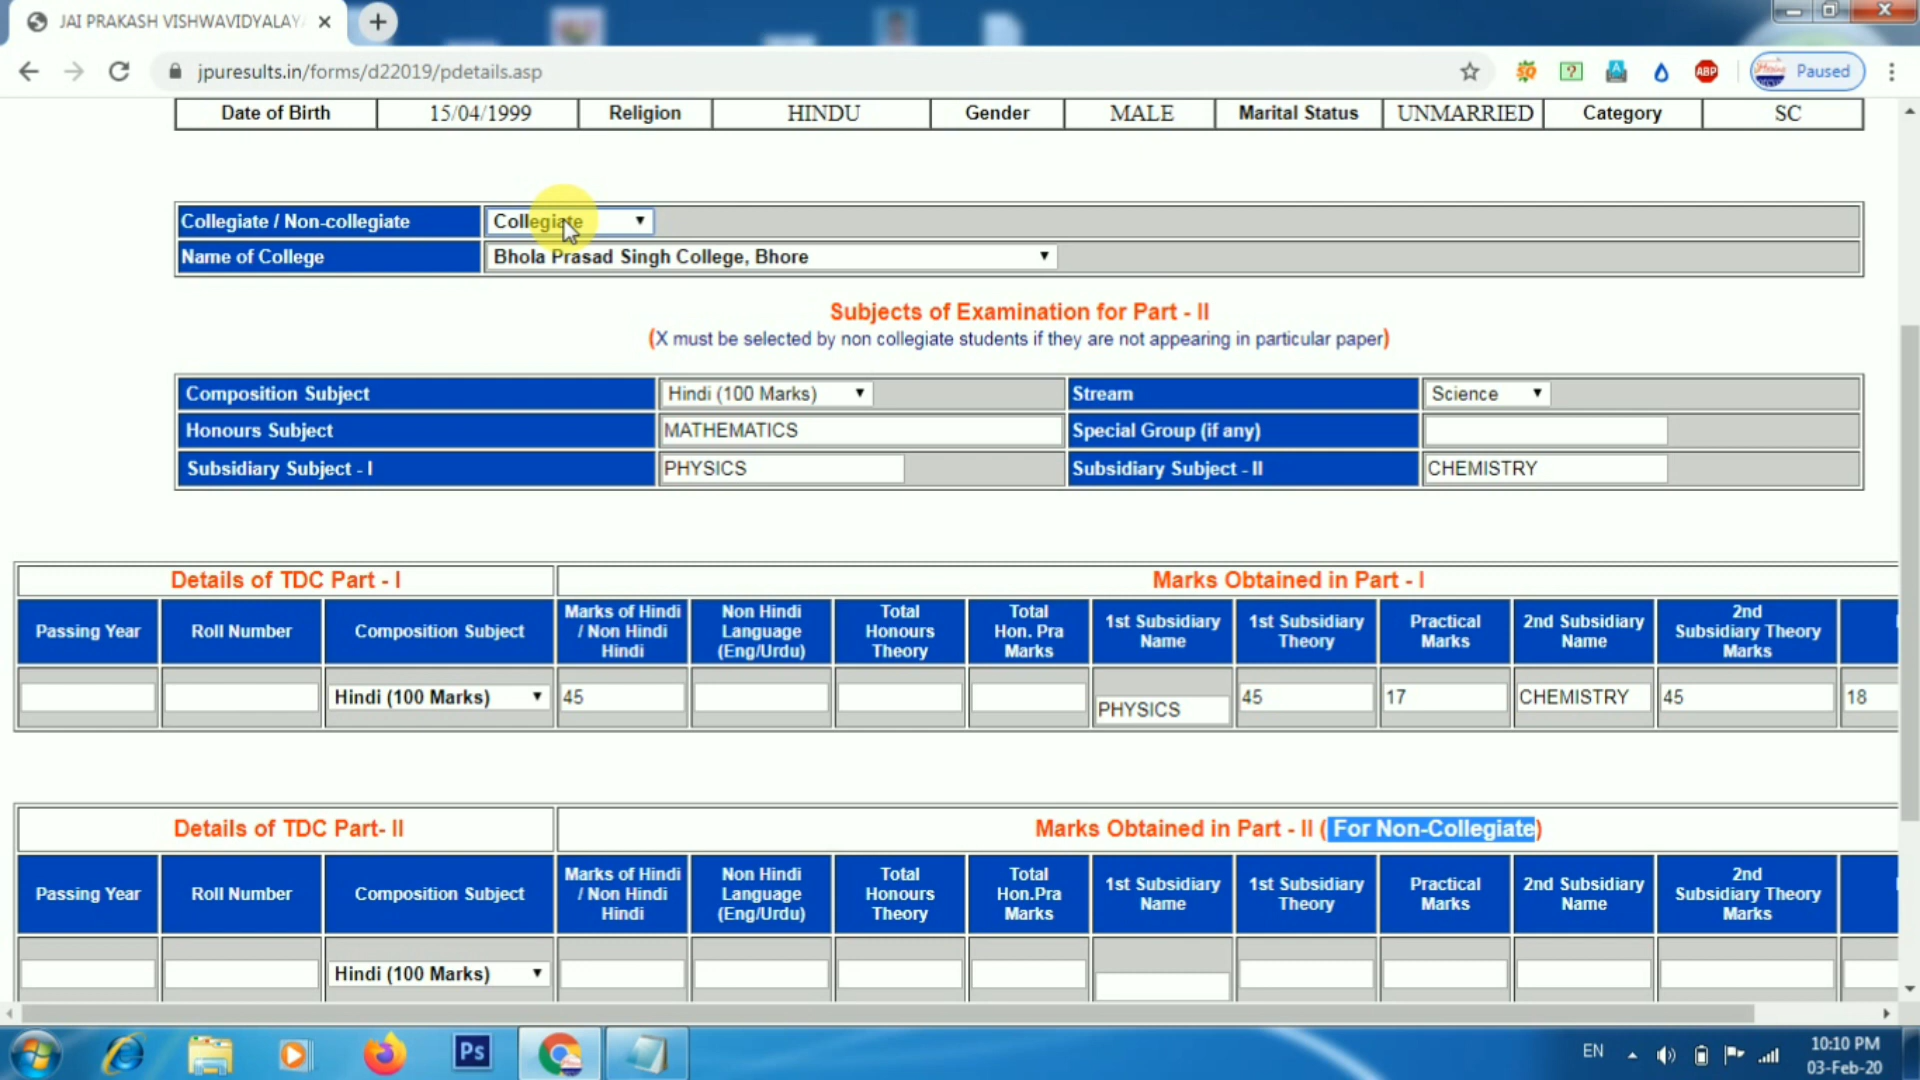 JAI PRAKASH VISHWAVIDYALAYA
jpuresults.in/forms/d22019/pdetails.asp
ABP
Paused
Date of Birth 15/04/1999 Religion HINDU Gender MALE Marital Status UNMARRIED Category SC
Collegiate / Non-collegiate Collegiate
Name of College Bhola Prasad Singh College, Bhore
Subjects of Examination for Part - II
(X must be selected by non collegiate students if they are not appearing in particular paper)
Composition Subject Hindi (100 Marks) Stream Science
Honours Subject MATHEMATICS Special Group (if any)
Subsidiary Subject - I PHYSICS Subsidiary Subject - II CHEMISTRY
Details of TDC Part - I Marks Obtained in Part - I
Passing Year Roll Number Composition Subject Marks of Hindi / Non Hindi Hindi Non Hindi Language (Eng/Urdu) Total Honours Theory Total Hon. Pra Marks 1st Subsidiary Name 1st Subsidiary Theory Practical Marks 2nd Subsidiary Name 2nd Subsidiary Theory Marks
Hindi (100 Marks) 45 PHYSICS 45 17 CHEMISTRY 45 18
Details of TDC Part- II Marks Obtained in Part - II ( For Non-Collegiate)
Passing Year Roll Number Composition Subject Marks of Hindi / Non Hindi Hindi Non Hindi Language (Eng/Urdu) Total Honours Theory Total Hon.Pra Marks 1st Subsidiary Name 1st Subsidiary Theory Practical Marks 2nd Subsidiary Name 2nd Subsidiary Theory Marks
Hindi (100 Marks)
Ps
EN
10:10 PM
03-Feb-20